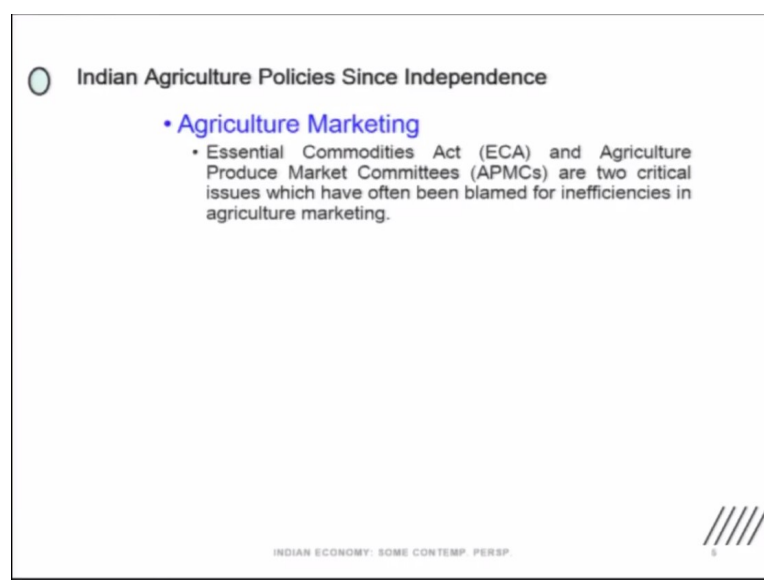 Indian Agriculture Policies Since Independence
• Agriculture Marketing
• Essential Commodities Act (ECA) and Agriculture
Produce Market Committees (APMCs) are two critical
issues which have often been blamed for inefficiencies in
agriculture marketing.
INDIAN ECONOMY: SOME CONTEMP. PERSP.
5